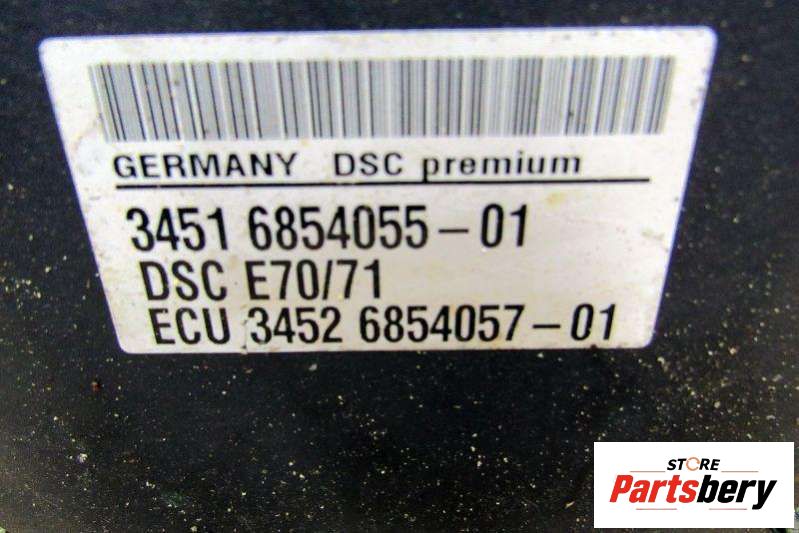 GERMANY DSC premium
3451 6854055-01
DSC E70/71
ECU 3452 6854057-01
STORE
Partsbery